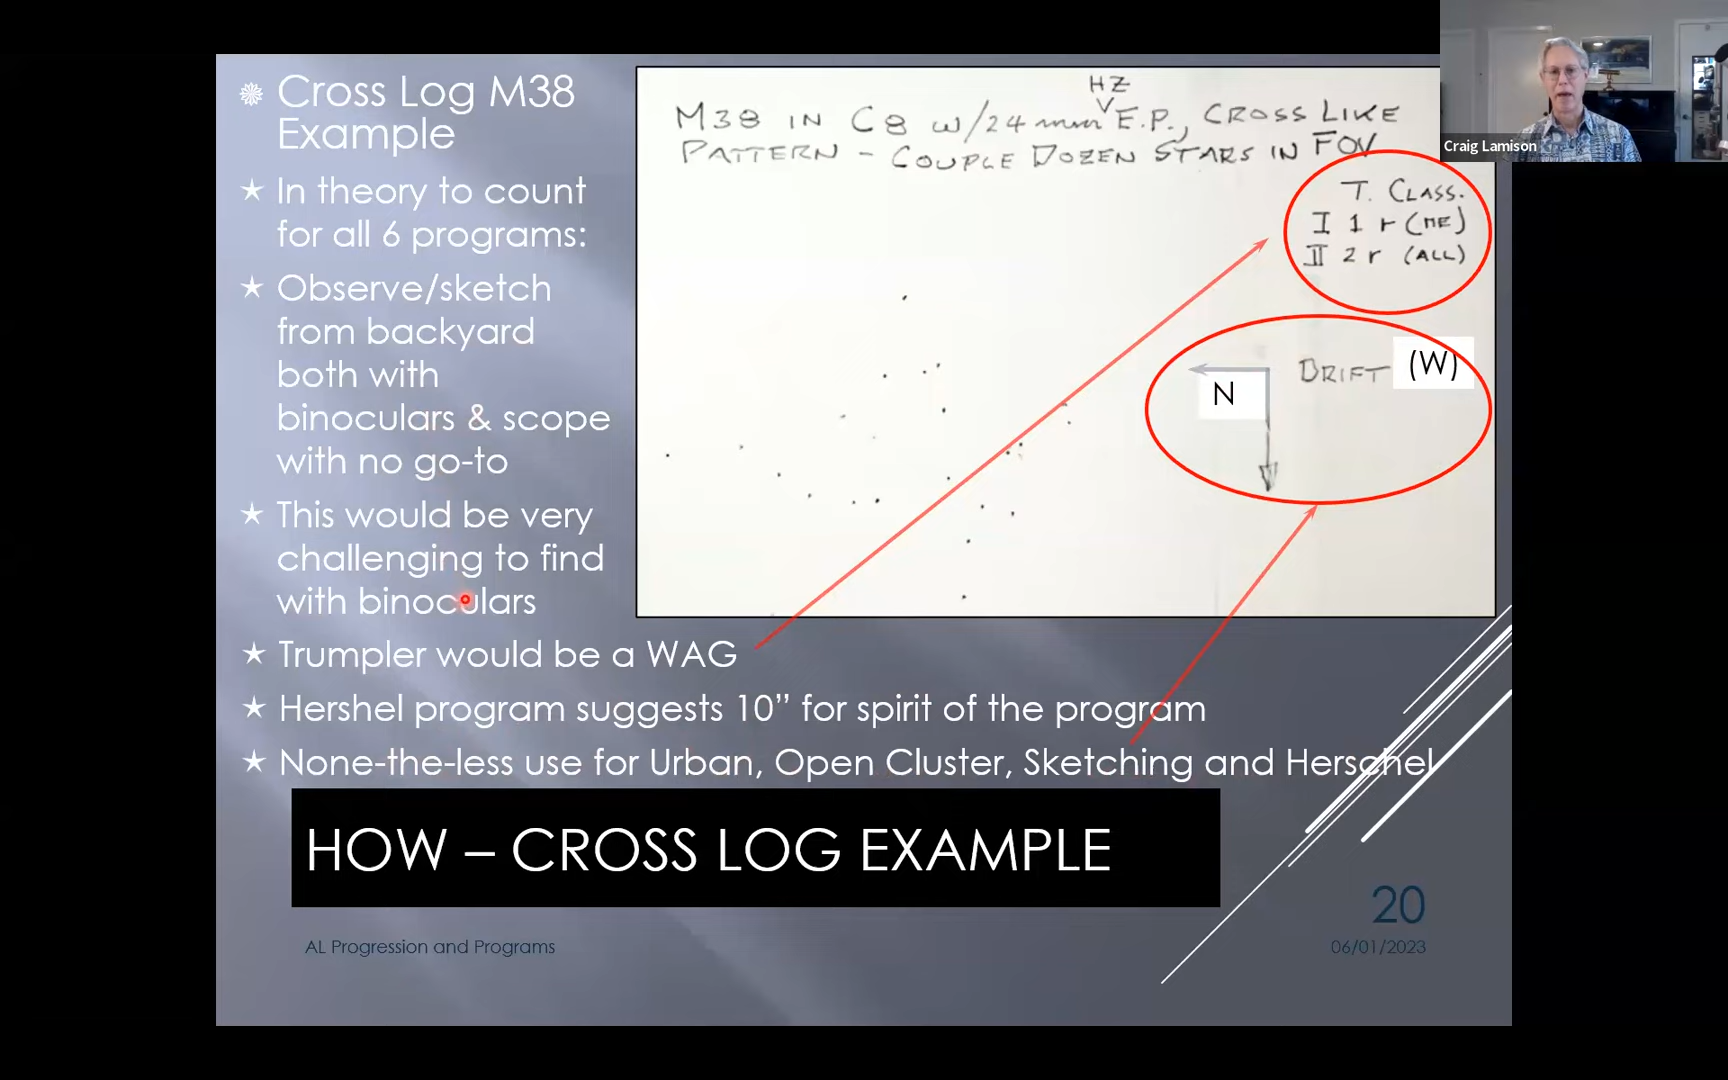 Cross Log M38
Example
In theory to count
for all 6 programs:
Observe/sketch
from backyard
both with
binoculars & scope
with no go-to
This would be very
challenging to find
with binoculars
Trumpler would be a WAG
Hershel program suggests 10” for spirit of the program
None-the-less use for Urban, Open Cluster, Sketching and Herschel
HZ
M38 IN C8 W/24mm E.P., CROSS LIKE
PATTERN - COUPLE DOZEN STARS IN FOV
T. CLASS.
I 1 r (ME)
II 2 r (ALL)
DRIFT (W)
N
Craig Lamison
HOW – CROSS LOG EXAMPLE
20
AL Progression and Programs
06/01/2023